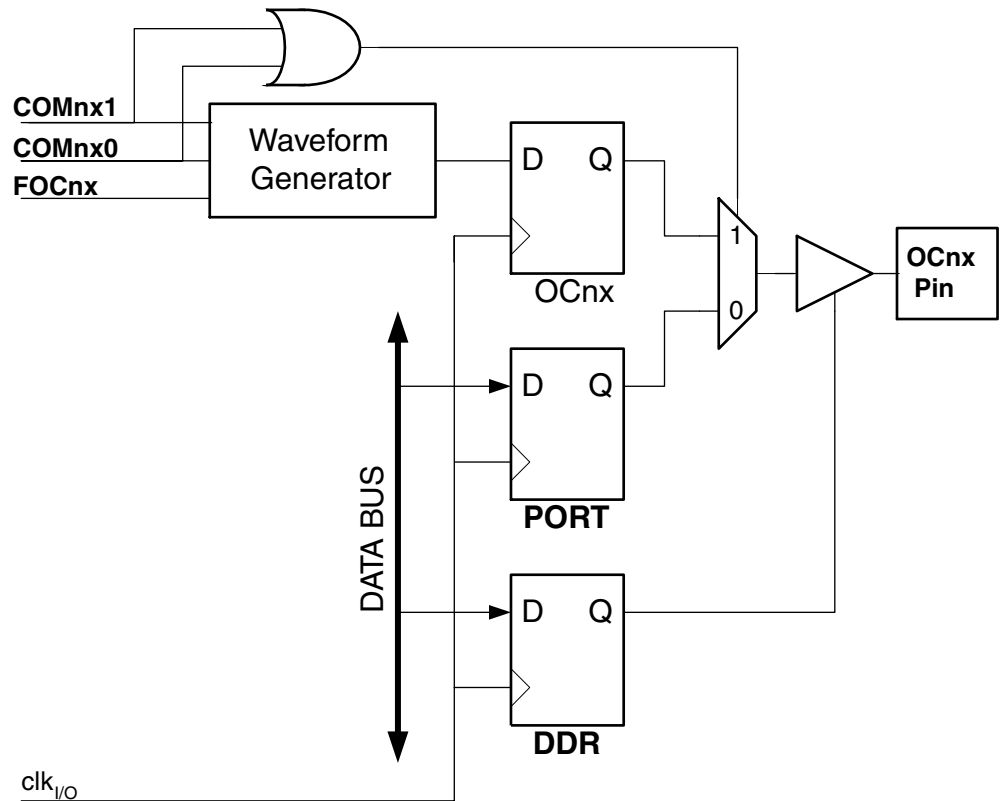 COMnx1
COMnx0
FOCnx
Waveform
Generator
D Q
OCnx
1
0
OCnx
Pin
D Q
PORT
DATA BUS
D Q
DDR
clkI/O